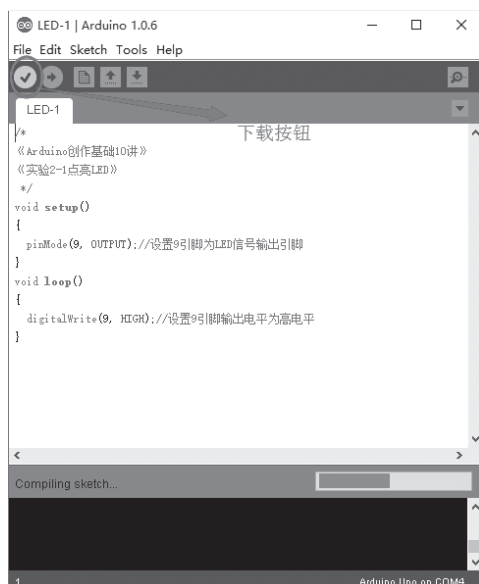 LED-1 | Arduino 1.0.6
File Edit Sketch Tools Help
LED-1
下载按钮
/*
《Arduino创作基础10讲》
《实验2-1点亮LED》
*/
void setup()
{
pinMode(9, OUTPUT);//设置9引脚为LED信号输出引脚
}
void loop()
{
digitalWrite(9, HIGH);//设置9引脚输出电平为高电平
}
Compiling sketch...
1
Arduino Uno on COM4